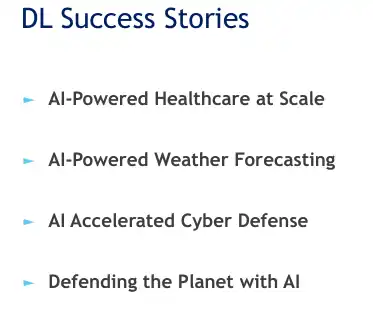 DL Success Stories
► AI-Powered Healthcare at Scale
► AI-Powered Weather Forecasting
► AI Accelerated Cyber Defense
► Defending the Planet with AI